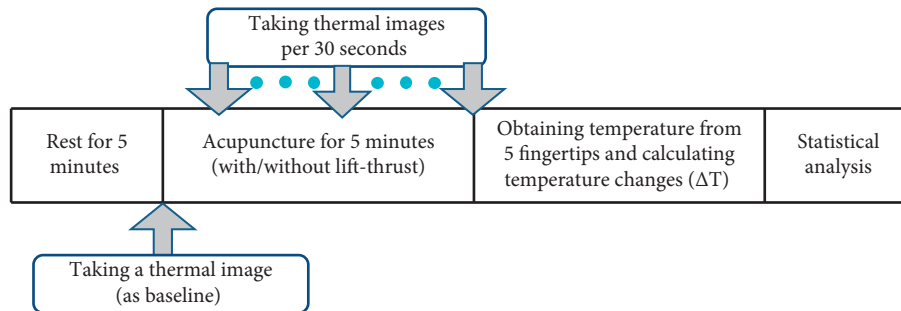 Taking thermal images
per 30 seconds
Rest for 5
minutes
Acupuncture for 5 minutes
(with/without lift-thrust)
Obtaining temperature from
5 fingertips and calculating
temperature changes (ΔT)
Statistical
analysis
Taking a thermal image
(as baseline)